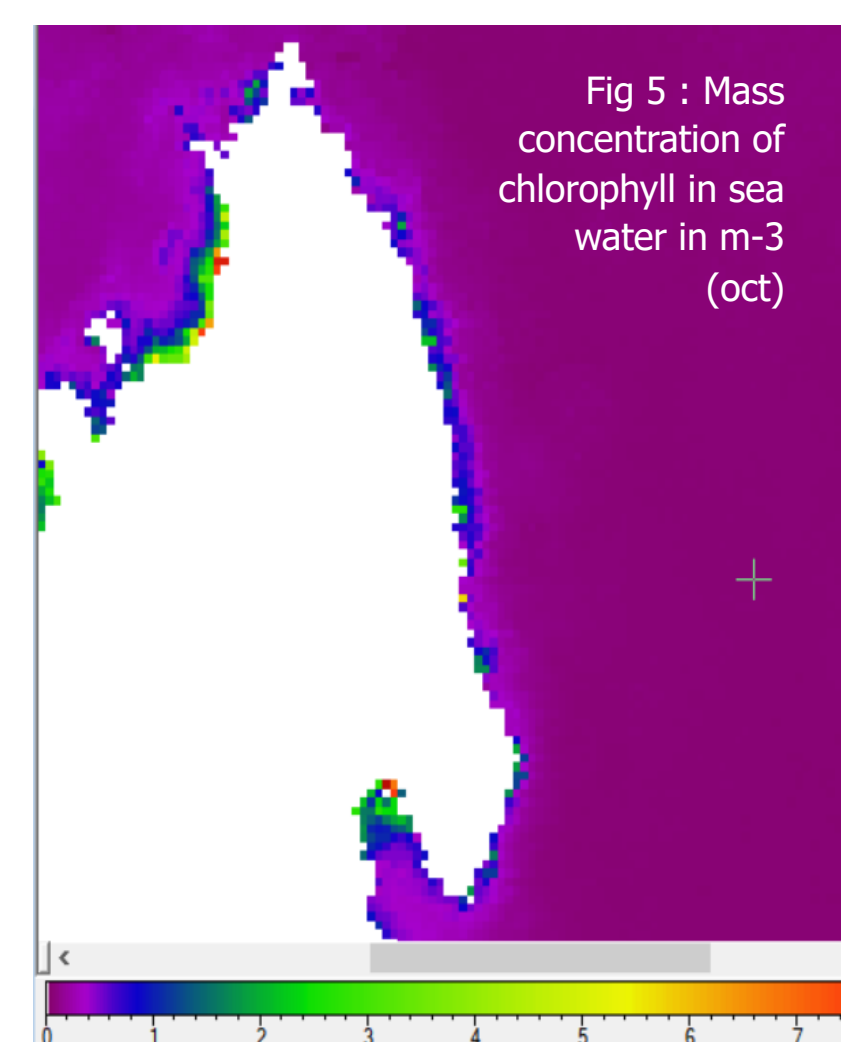 Fig 5 : Mass
concentration of
chlorophyll in sea
water in m-3
(oct)
0 1 2 3 4 5 6 7